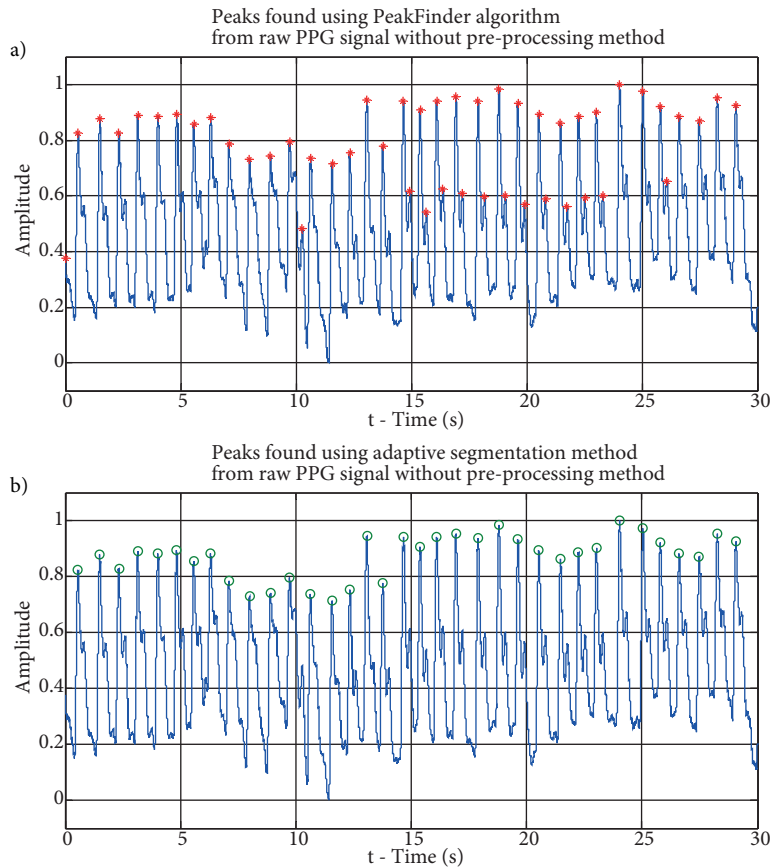 Peaks found using PeakFinder algorithm
from raw PPG signal without pre-processing method
a)
1
0.8
0.6
0.4
0.2
0
Amplitude
0 5 10 15 20 25 30
t - Time (s)
Peaks found using adaptive segmentation method
from raw PPG signal without pre-processing method
b)
1
0.8
0.6
0.4
0.2
0
Amplitude
0 5 10 15 20 25 30
t - Time (s)